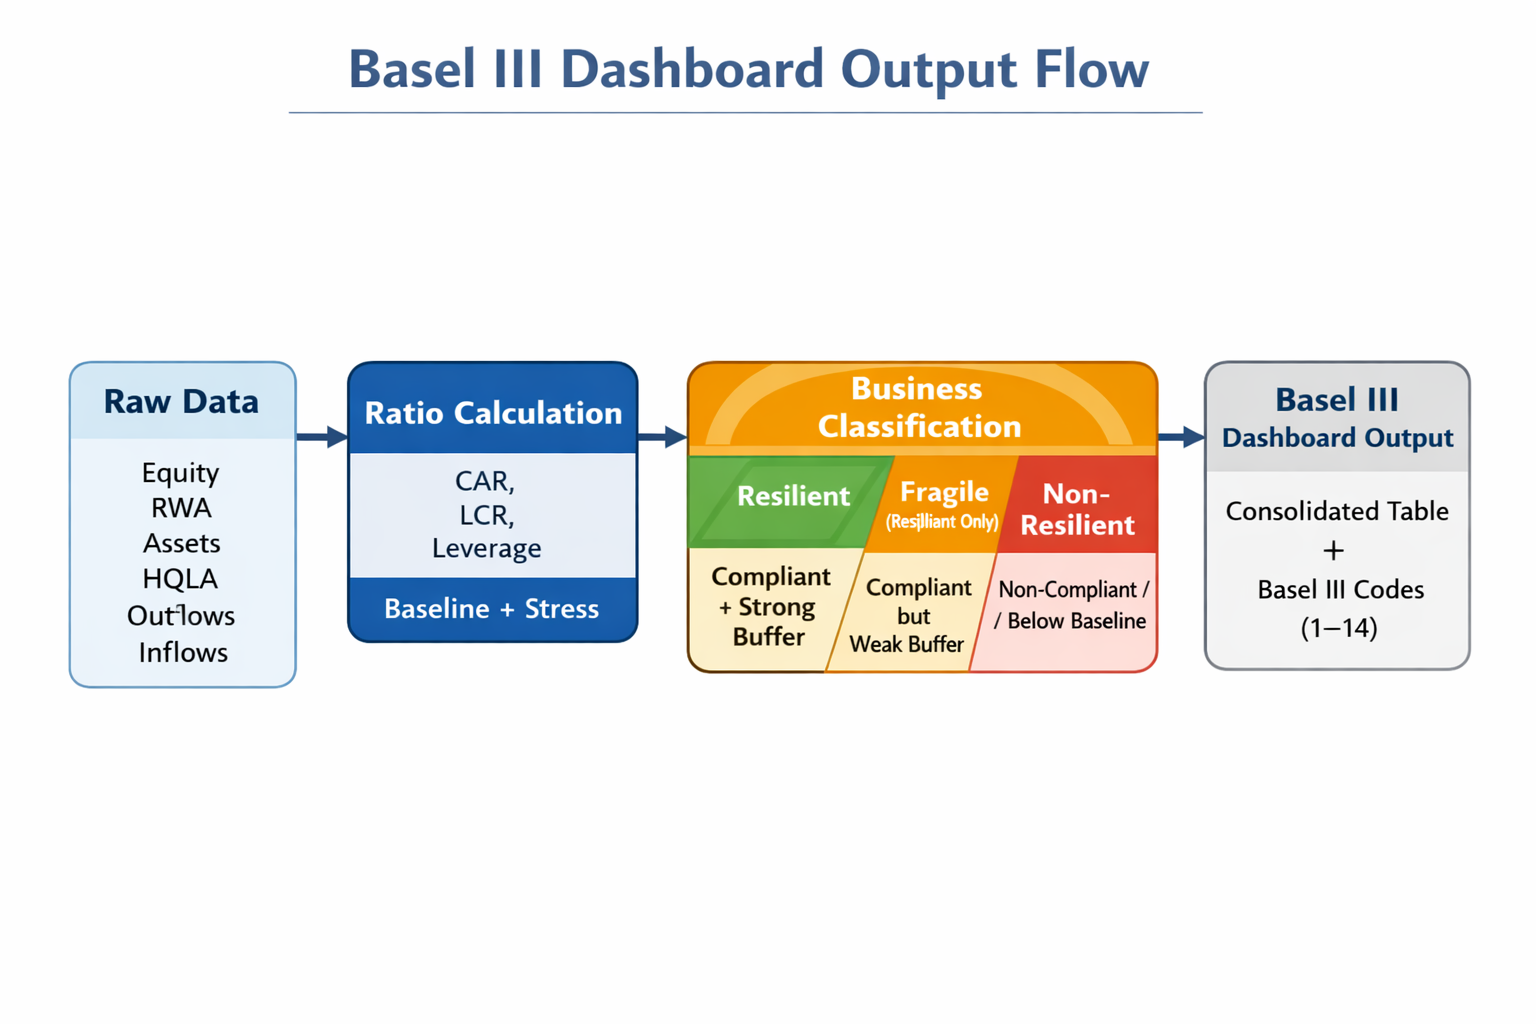 Basel III Dashboard Output Flow
Raw Data
Equity
RWA
Assets
HQLA
Outflows
Inflows
Ratio Calculation
CAR,
LCR,
Leverage
Baseline + Stress
Business
Classification
Resilient
Compliant
+ Strong
Buffer
Fragile
(Resjlliant Only)
Compliant
but
Weak Buffer
Non-
Resilient
Non-Compliant /
/ Below Baseline
Basel III
Dashboard Output
Consolidated Table
+
Basel III Codes
(1–14)